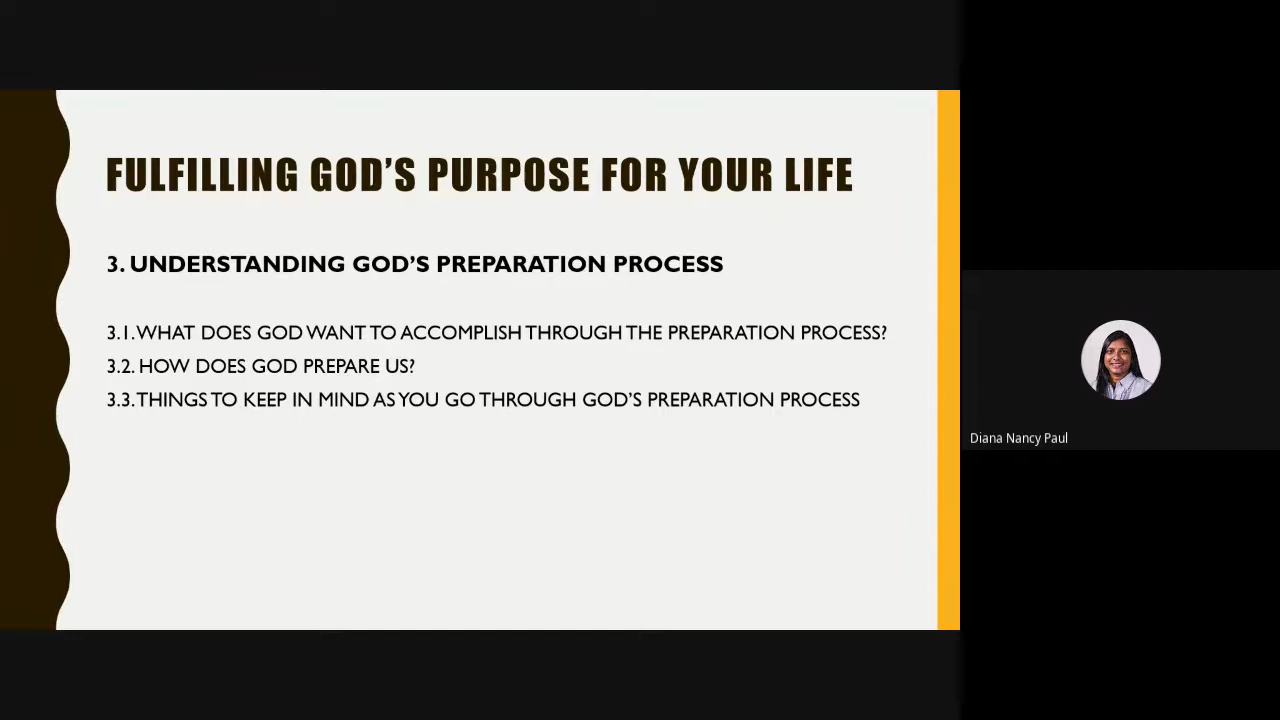 FULFILLING GOD’S PURPOSE FOR YOUR LIFE
3. UNDERSTANDING GOD’S PREPARATION PROCESS
3.1. WHAT DOES GOD WANT TO ACCOMPLISH THROUGH THE PREPARATION PROCESS?
3.2. HOW DOES GOD PREPARE US?
3.3. THINGS TO KEEP IN MIND AS YOU GO THROUGH GOD’S PREPARATION PROCESS
Diana Nancy Paul